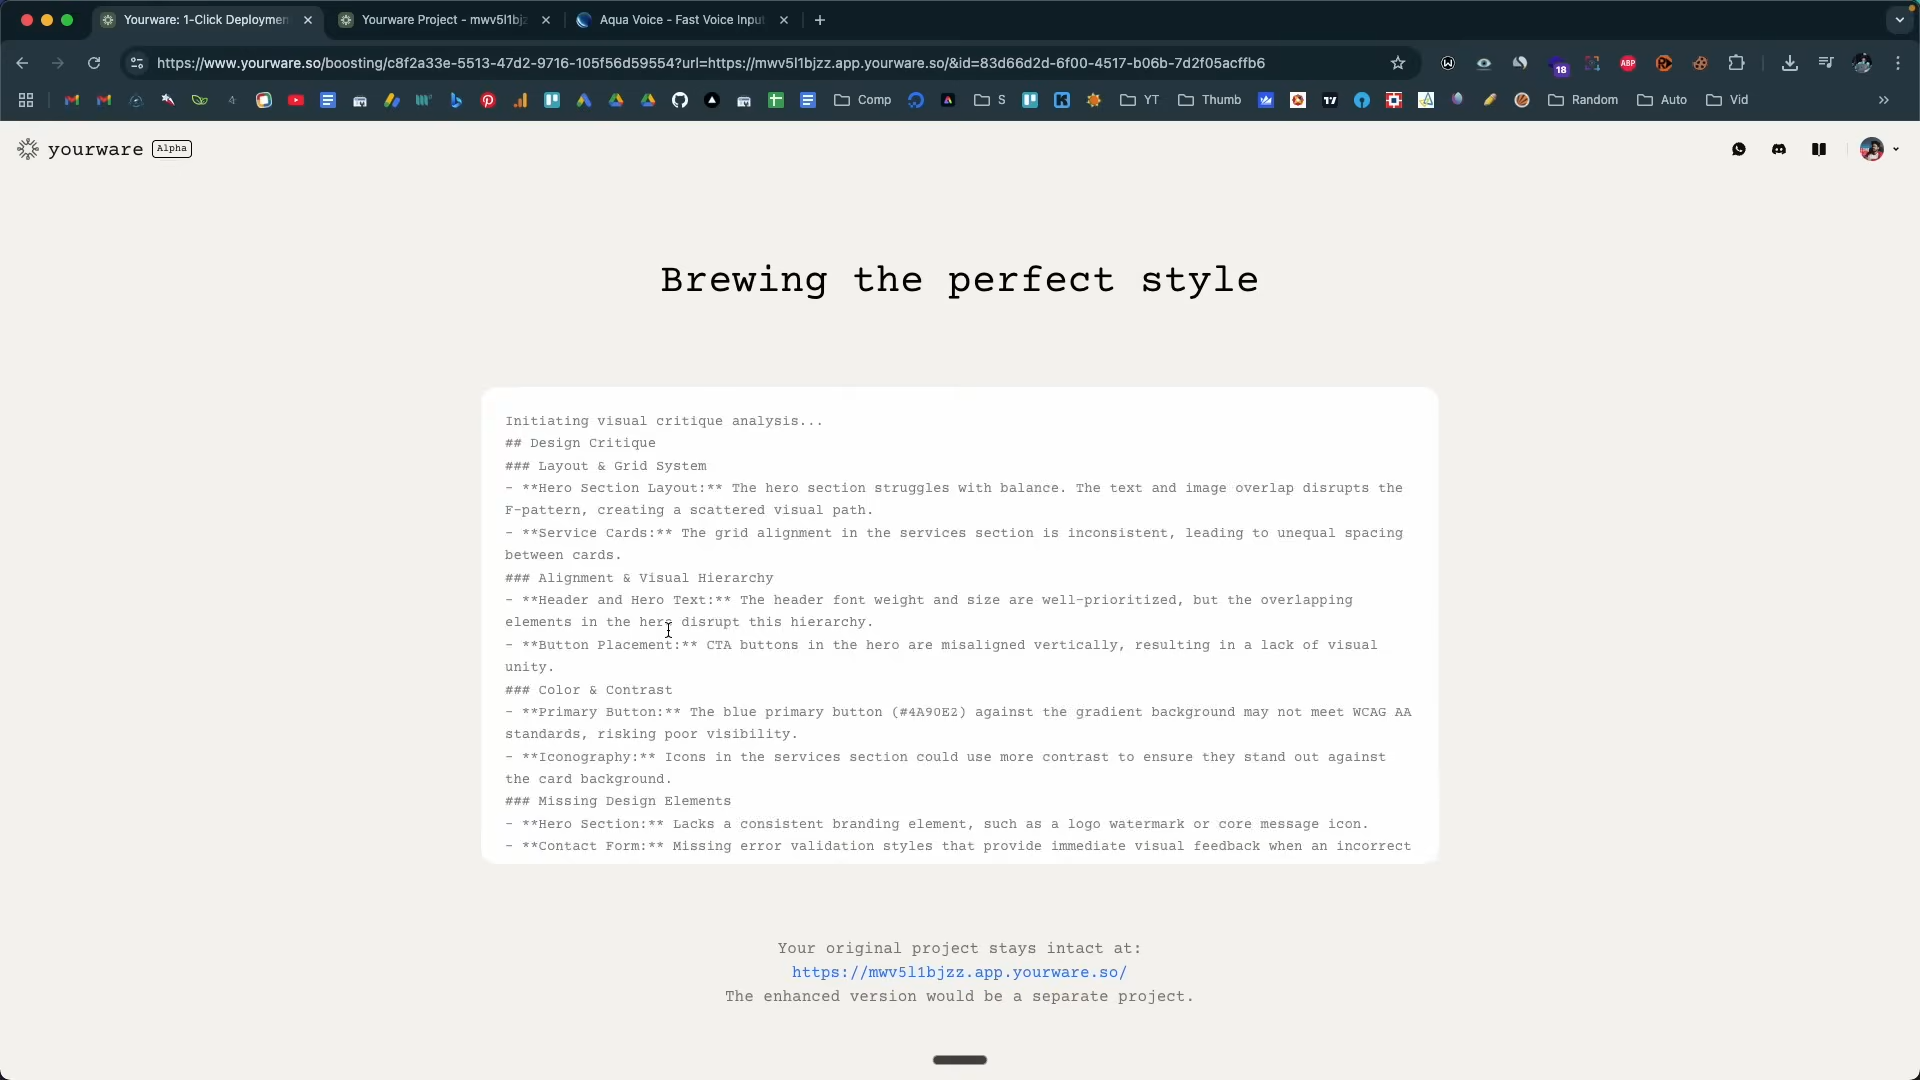 Yourware: 1-Click Deploymen
Yourware Project - mwv5l1bjz
Aqua Voice - Fast Voice Input
https://www.yourware.so/boosting/c8f2a33e-5513-47d2-9716-105f56d59554?url=https://mwv5l1bjzz.app.yourware.so/&id=83d66d2d-6f00-4517-b06b-7d2f05acffb6
18
ABP
Comp
S
YT
Thumb
Random
Auto
Vid
yourware Alpha
Brewing the perfect style
Initiating visual critique analysis...
## Design Critique
### Layout & Grid System
- **Hero Section Layout:** The hero section struggles with balance. The text and image overlap disrupts the
F-pattern, creating a scattered visual path.
- **Service Cards:** The grid alignment in the services section is inconsistent, leading to unequal spacing
between cards.
### Alignment & Visual Hierarchy
- **Header and Hero Text:** The header font weight and size are well-prioritized, but the overlapping
elements in the hero disrupt this hierarchy.
- **Button Placement:** CTA buttons in the hero are misaligned vertically, resulting in a lack of visual
unity.
### Color & Contrast
- **Primary Button:** The blue primary button (#4A90E2) against the gradient background may not meet WCAG AA
standards, risking poor visibility.
- **Iconography:** Icons in the services section could use more contrast to ensure they stand out against
the card background.
### Missing Design Elements
- **Hero Section:** Lacks a consistent branding element, such as a logo watermark or core message icon.
- **Contact Form:** Missing error validation styles that provide immediate visual feedback when an incorrect
Your original project stays intact at:
https://mwv5l1bjzz.app.yourware.so/
The enhanced version would be a separate project.